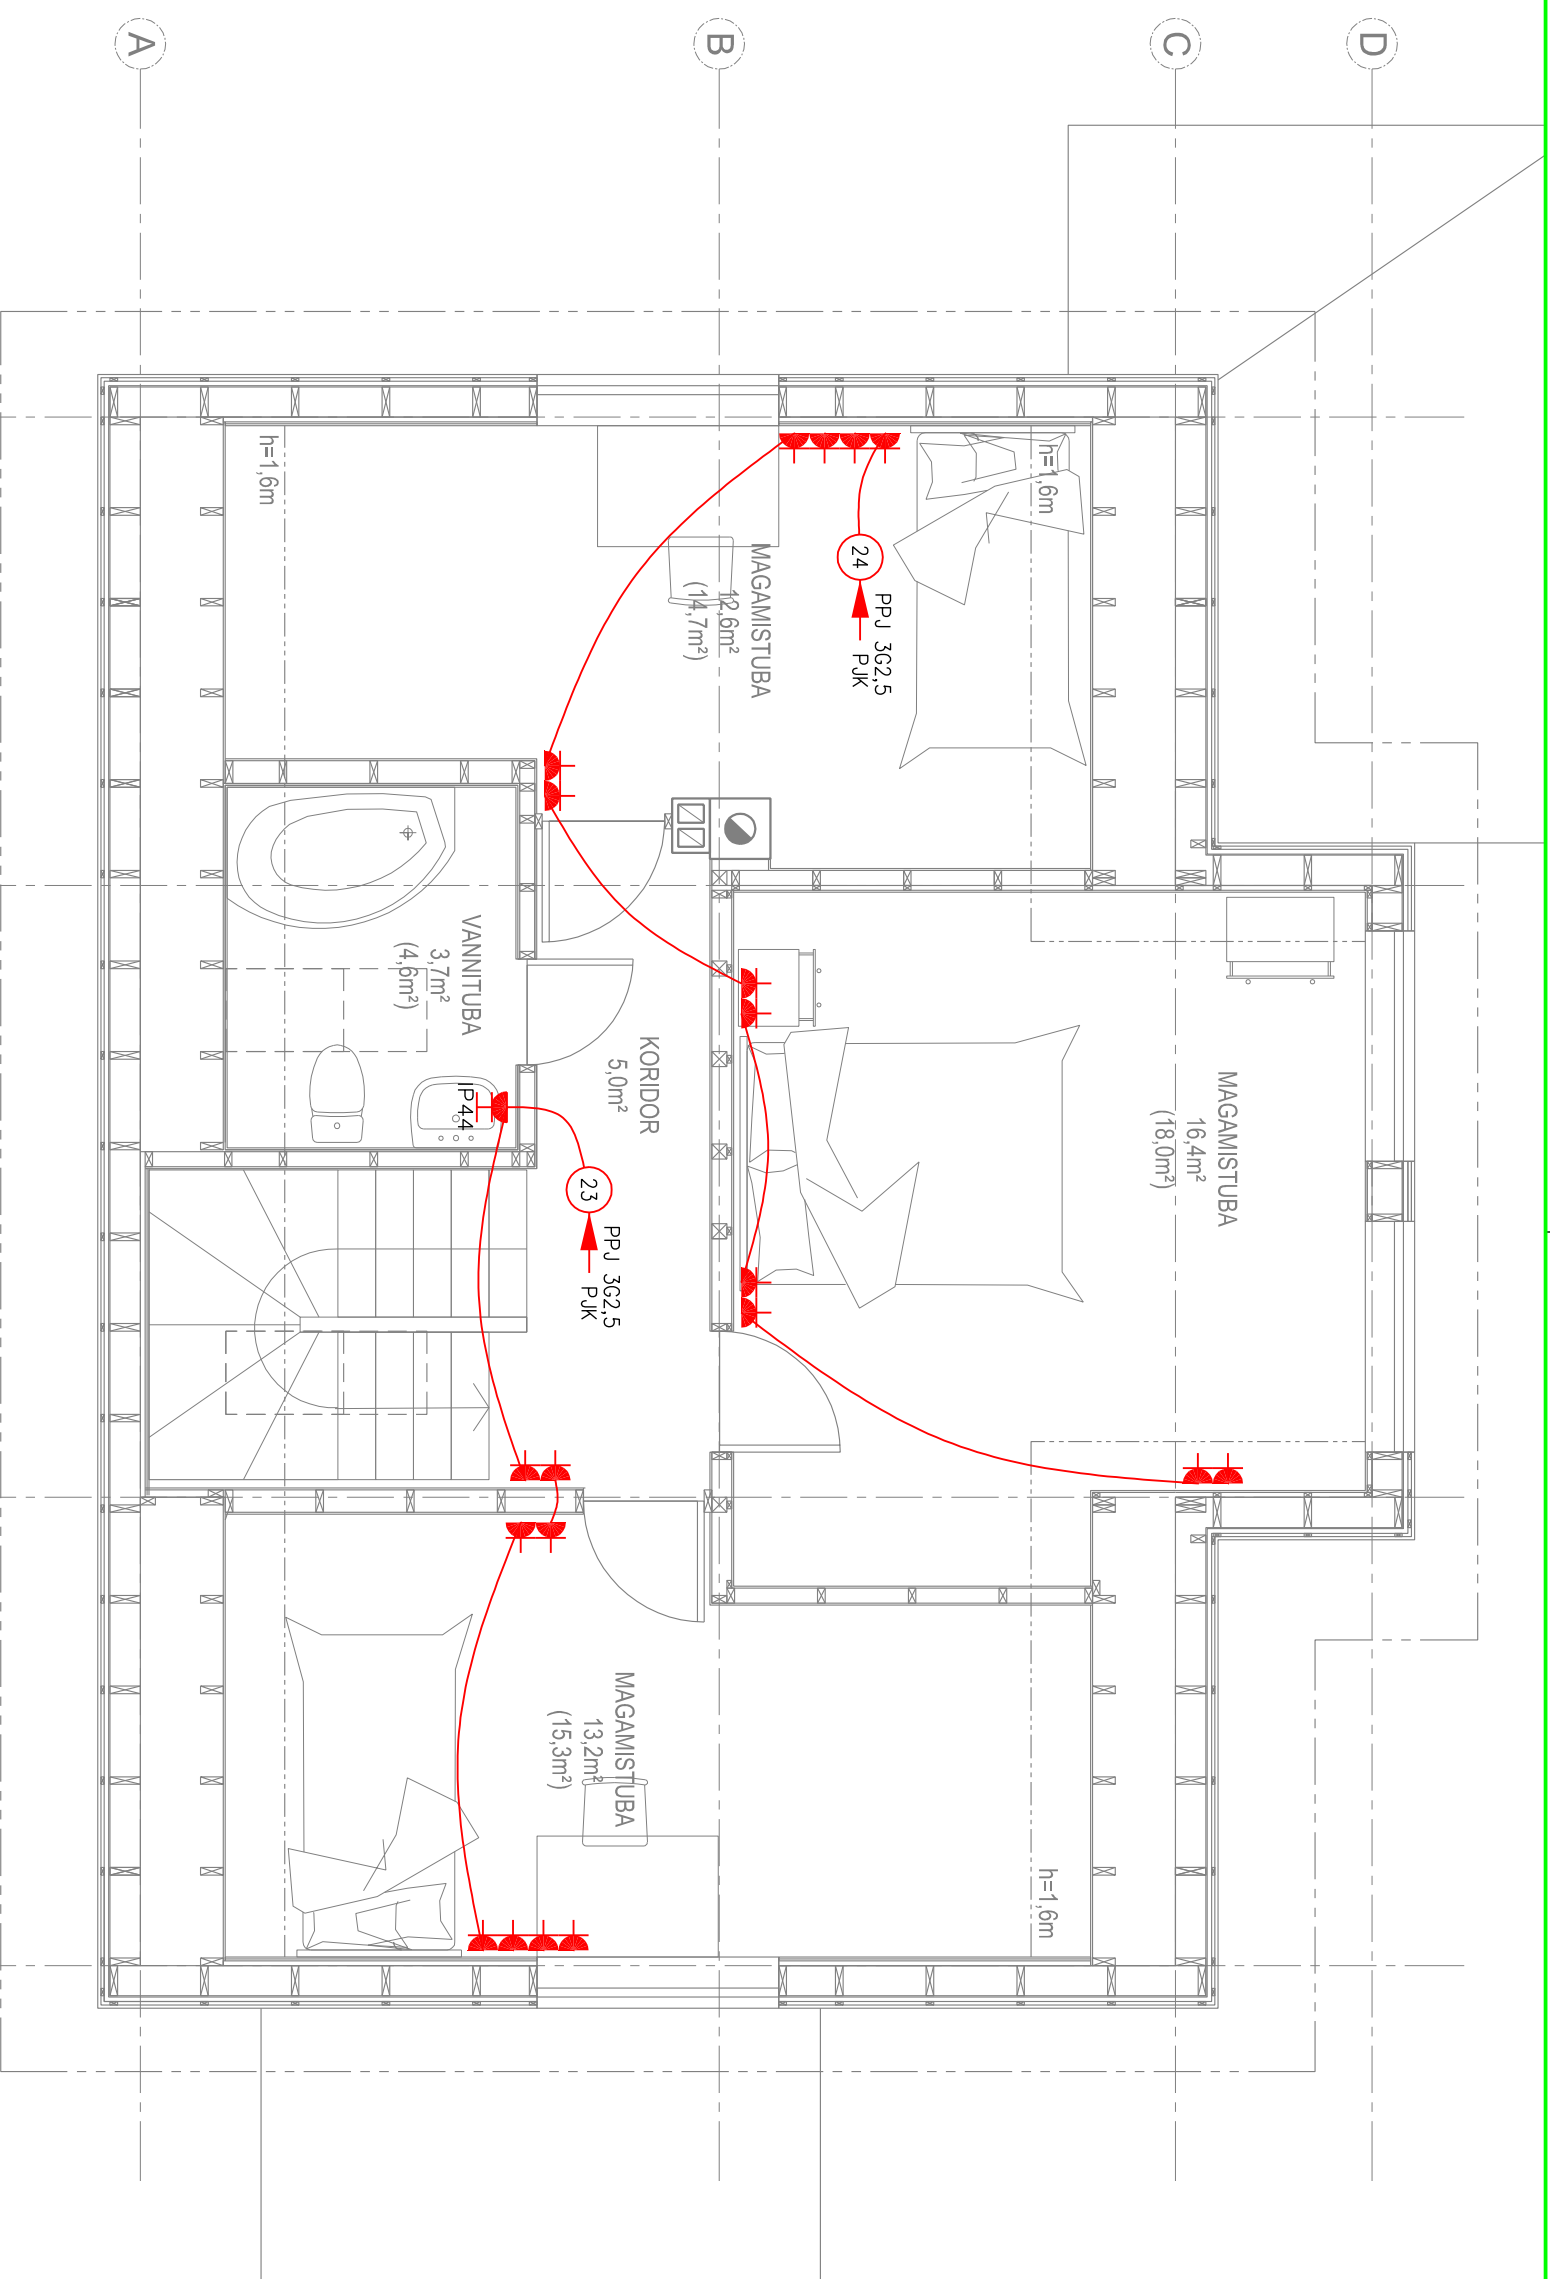 A
B
C
D
h=1,6m
h=1,6m
24
PPJ 3G2,5
PJK
MAGAMISTUBA
12,6m²
(14,7m²)
VANNITUBA
3,7m²
(4,6m²)
IP44
KORIDOR
5,0m²
23
PPJ 3G2,5
PJK
MAGAMISTUBA
16,4m²
(18,0m²)
MAGAMISTUBA
13,2m²
(15,3m²)
h=1,6m